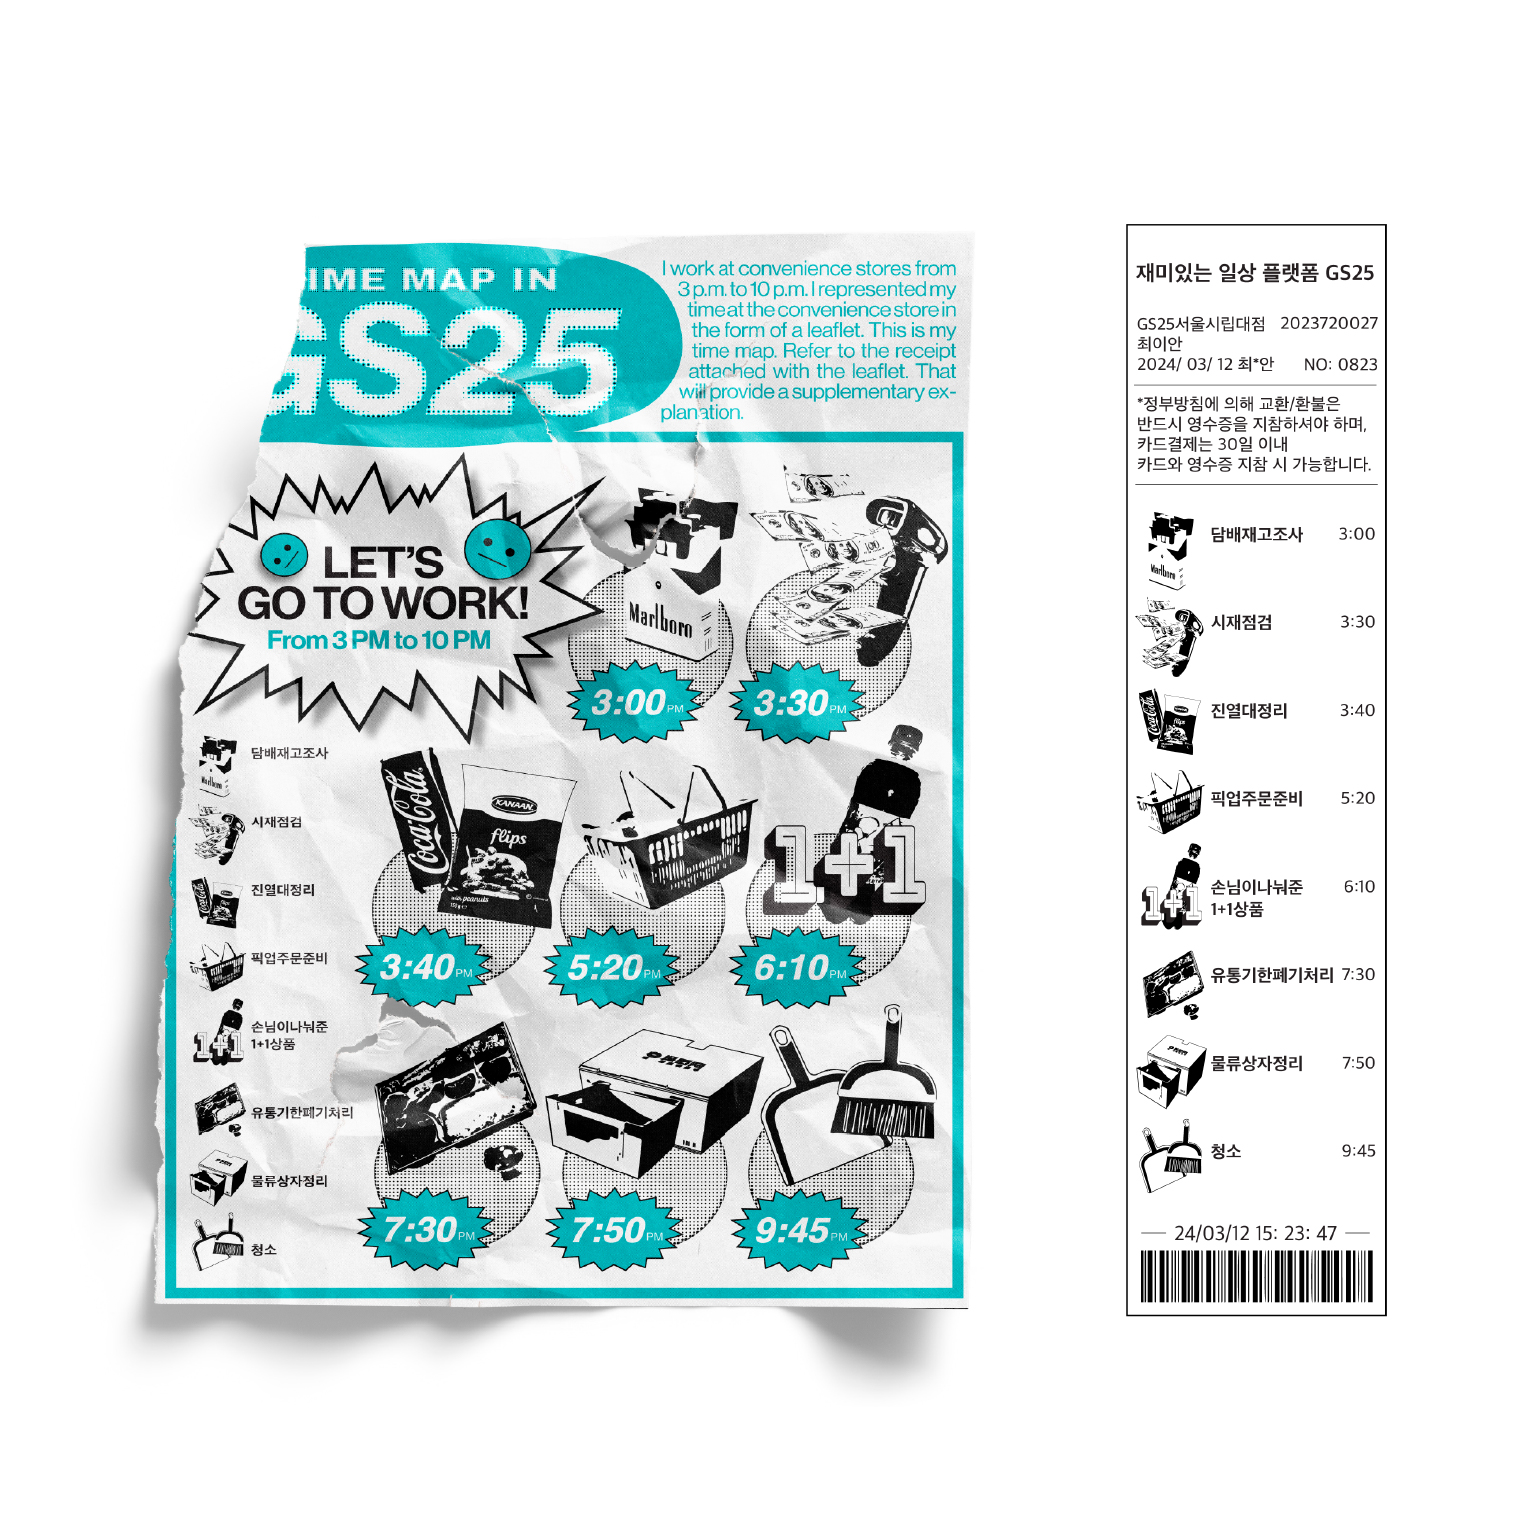 IME MAP IN
GS25
I work at convenience stores from
3 p.m. to 10 p.m. I represented my
time at the convenience store in
the form of a leaflet. This is my
time map. Refer to the receipt
attached with the leaflet. That
will provide a supplementary ex-
planation.
LET'S
GO TO WORK!
From 3 PM to 10 PM
Marlboro
3:00 PM
3:30 PM
담배재고조사
Marlboro
시재점검
진열대정리
Coca-Cola
픽업주문준비
손님이나눠준
1+1
1+1상품
유통기한폐기처리
물류상자정리
청소
Coca-Cola
KANAAN
flips
with peanuts
1+1
3:40 PM
5:20 PM
6:10 PM
7:30 PM
7:50 PM
9:45 PM
재미있는 일상 플랫폼 GS25
GS25서울시립대점 2023720027
최이안
2024/ 03/ 12 최*안 NO: 0823
*정부방침에 의해 교환/환불은
반드시 영수증을 지참하셔야 하며,
카드결제는 30일 이내
카드와 영수증 지참 시 가능합니다.
담배재고조사 3:00
Marlboro
시재점검 3:30
진열대정리 3:40
Coca-Cola
flips
픽업주문준비 5:20
손님이나눠준 6:10
1+1
1+1상품
유통기한폐기처리 7:30
물류상자정리 7:50
청소 9:45
24/03/12 15: 23: 47